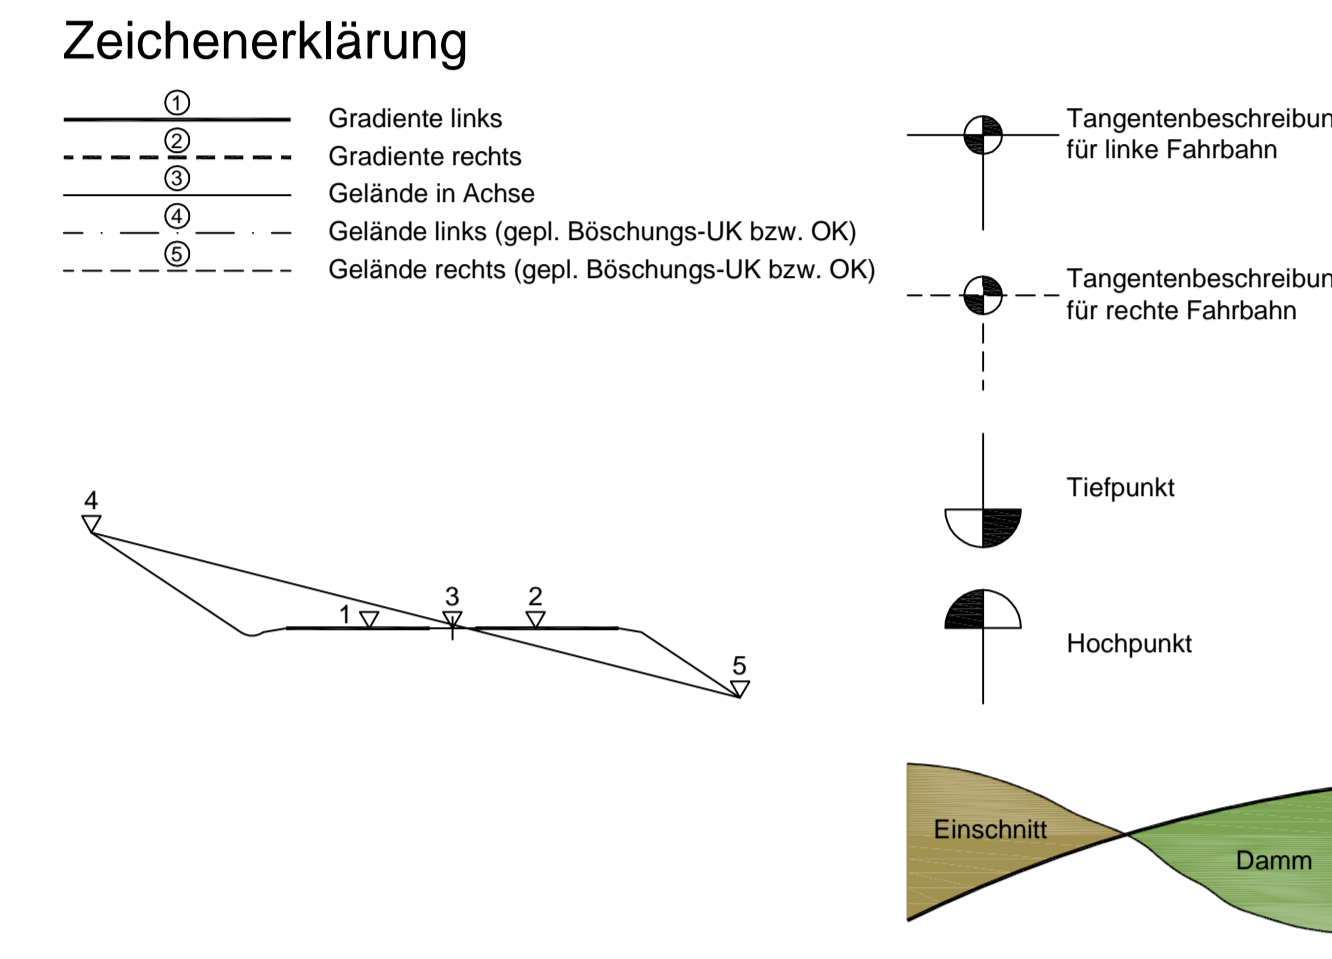 Zeichenerklärung
1 Gradiente links
2 Gradiente rechts
3 Gelände in Achse
4 Gelände links (gepl. Böschungs-UK bzw. OK)
5 Gelände rechts (gepl. Böschungs-UK bzw. OK)
Tangentenbeschreibun
für linke Fahrbahn
Tangentenbeschreibun
für rechte Fahrbahn
Tiefpunkt
Hochpunkt
4
1
3
2
5
Einschnitt
Damm